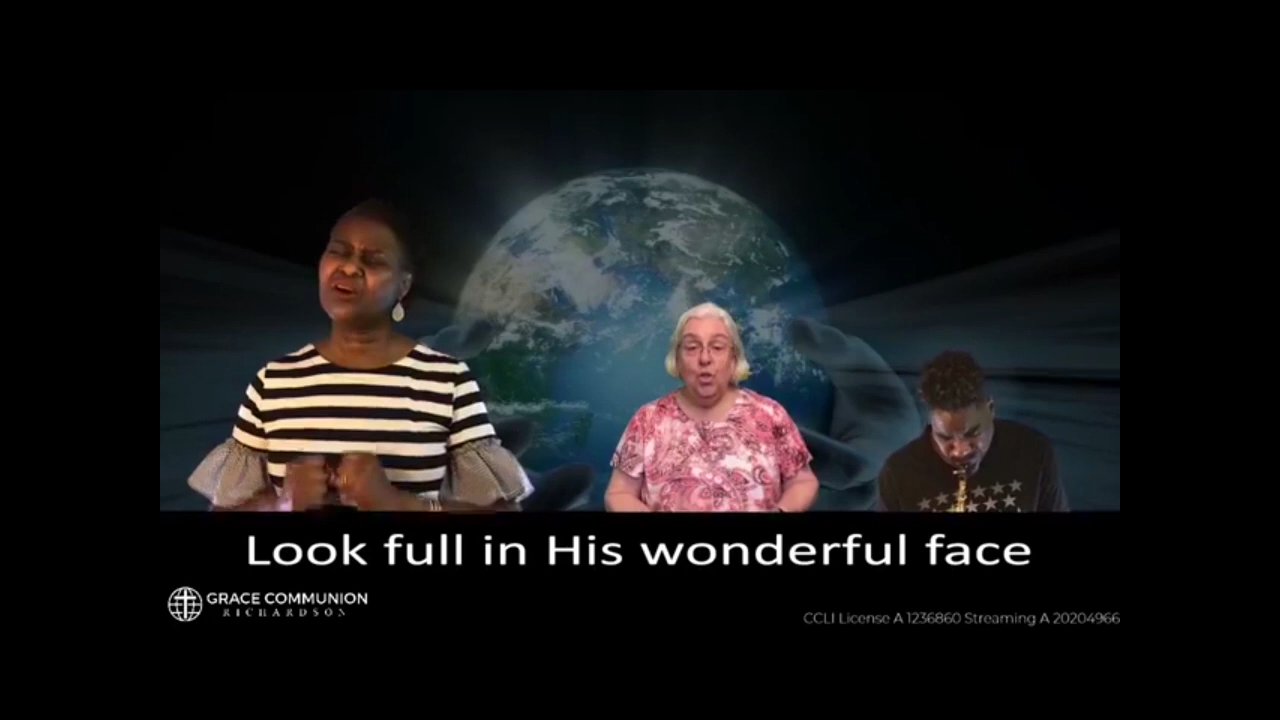 Look full in His wonderful face
GRACE COMMUNION
RICHARDSON
CCLI License A 1236860 Streaming A 20204966